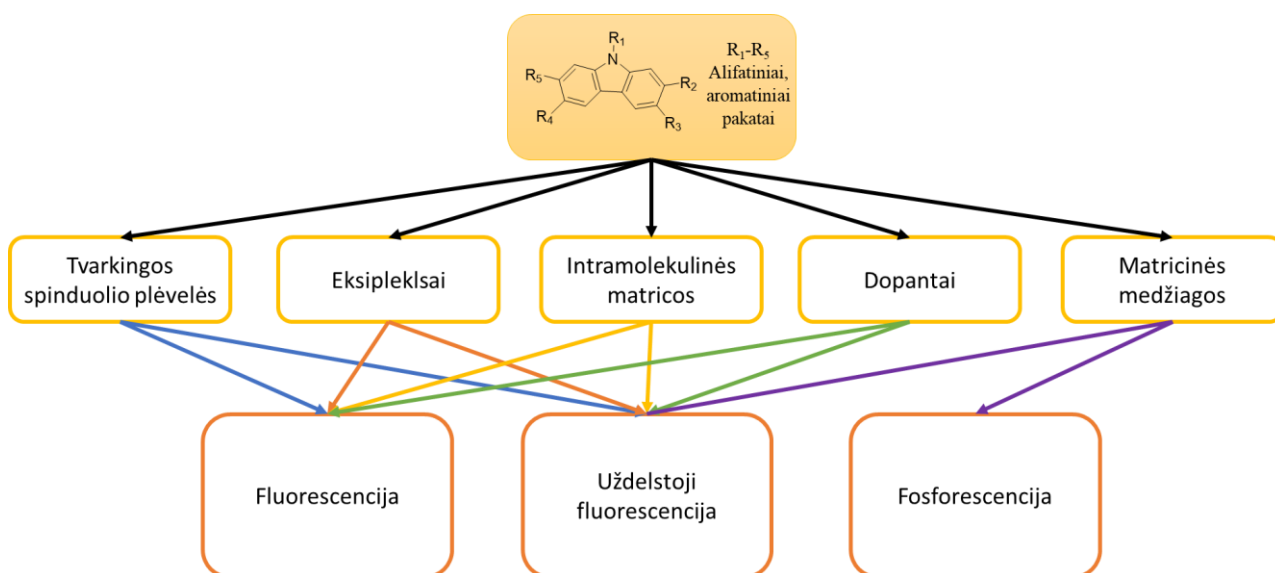 R₁
N
R₅
R₂
R₄
R₃
R₁-R₅
Alifatiniai,
aromatiniai
pakatai
Tvarkingos
spinduolio plėvelės
Eksipleklsai
Intramolekulinės
matricos
Dopantai
Matricinės
medžiagos
Fluorescencija
Uždelstoji
fluorescencija
Fosforescencija